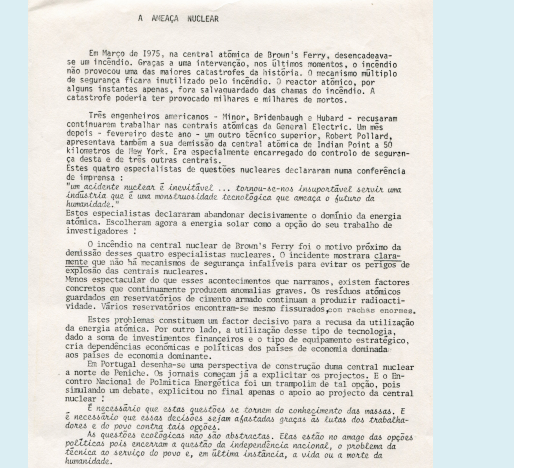 A AMEAÇA NUCLEAR
Em Março de 1975, na central atômica de Brown's Ferry, desencadeava-
se um incêndio. Graças a uma intervenção, nos últimos momentos, o incêndio
não provocou uma das maiores catastrofes da história. O mecanismo múltiplo
de segurança ficara inutilizado pelo incêndio. O reactor atômico, por
alguns instantes apenas, fora salvaguardado das chamas do incêndio. A
catastrofe poderia ter provocado milhares e milhares de mortos.
Três engenheiros americanos - Minor, Bridenbaugh e Hubard - recusaram
continuarem trabalhar nas centrais atômicas da General Electric. Um mês
depois - fevereiro deste ano - um outro técnico superior, Robert Pollard,
apresentava também a sua demissão da central atômica de Indian Point a 50
kilometros de New York. Era especialmente encarregado do controlo de seguran-
ça desta e de três outras centrais.
Estes quatro especialistas de questões nucleares declararam numa conferência
de imprensa :
"um acidente nuclear é inevitável ... tornou-se-nos insuportável servir uma
indústria que é uma monstruosidade tecnológica que ameaça o futuro da
humanidade."
Estes especialistas declararam abandonar decisivamente o domínio da energia
atômica. Escolheram agora a energia solar como a opção do seu trabalho de
investigadores !
O incêndio na central nuclear de Brown's Ferry foi o motivo próximo da
demissão desses quatro especialistas nucleares. O incidente mostrara clara-
mente que não há mecanismos de segurança infalíveis para evitar os perigos de
explosão das centrais nucleares.
Menos espectacular do que esses acontecimentos que narramos, existem factores
concretos que continuamente produzem anomalias graves. Os resíduos atômicos
guardados em reservatórios de cimento armado continuam a produzir radioacti-
vidade. Vários reservatórios encontram-se mesmo fissurados,com rachas enormes.
Estes problemas constituem um factor decisivo para a recusa da utilização
da energia atômica. Por outro lado, a utilização desse tipo de tecnologia,
dado a soma de investimentos financeiros e o tipo de equipamento estratégico,
cria dependências económicas e políticas dos países de economia dominada
aos países de economia dominante.
Em Portugal desenha-se uma perspectiva de construção duma central nuclear
a norte de Peniche. Os jornais começam já a explicitar os projectos. E o En-
contro Nacional de Polmitica Energética foi um trampolim de tal opção, pois
simulando um debate, explicitou no final apenas o apoio ao projecto da central
nuclear !
É necessário que estas questões se tornem do conhecimento das massas. E
é necessário que essas decisões sejam afastadas graças às lutas dos trabalha-
dores e do povo contra tais opções.
As questões ecológicas não são abstractas. Elas estão no amago das opções
políticas pois encerram a questão da independência nacional, o problema da
técnica ao serviço do povo e, em última instância, a vida ou a morte da
humanidade.